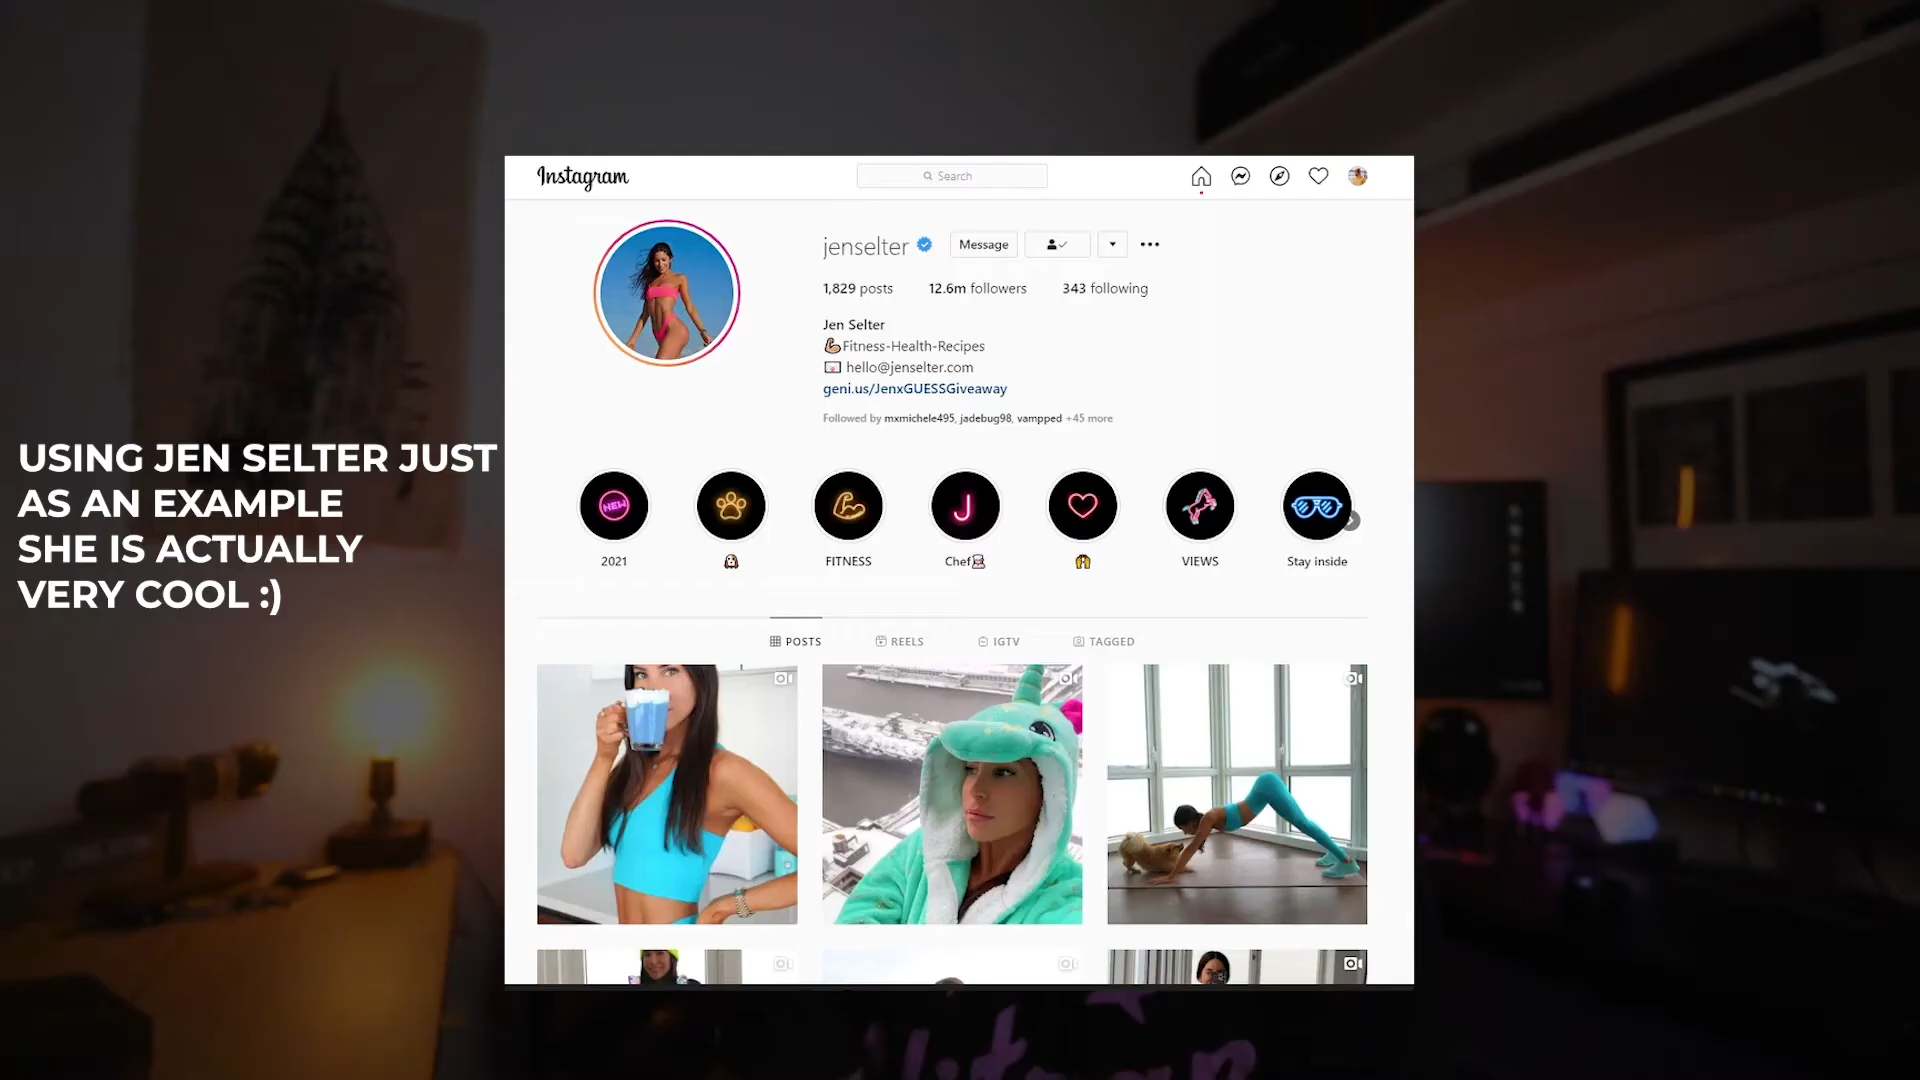 Instagram
Search
jenselter
Message
1,829 posts
12.6m followers
343 following
Jen Selter
💪🏼Fitness-Health-Recipes
💌 hello@jenselter.com
geni.us/JenxGUESSGiveaway
Followed by mxmichele495, jadebug98, vampped +45 more
USING JEN SELTER JUST
AS AN EXAMPLE
SHE IS ACTUALLY
VERY COOL :)
NEW
J
2021
FITNESS
Chef
VIEWS
Stay inside
POSTS
REELS
IGTV
TAGGED